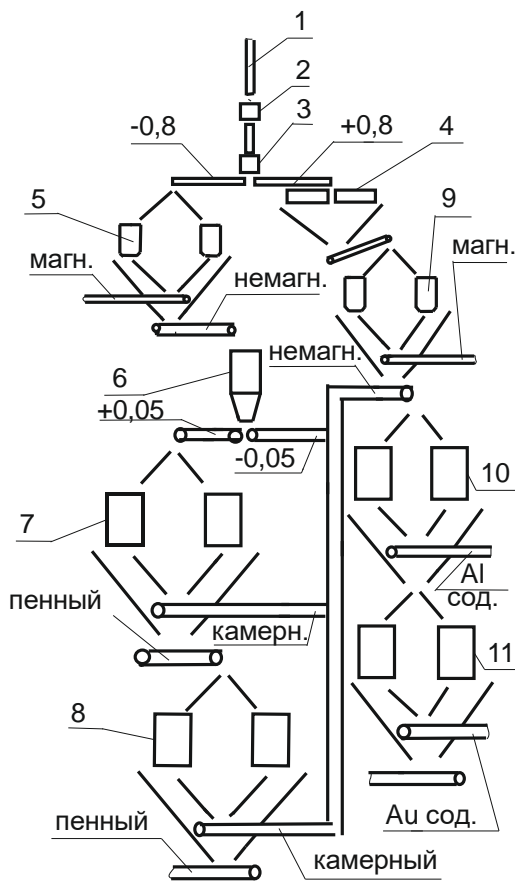 1
2
3
-0,8
+0,8
4
5
9
магн.
магн.
немагн.
немагн.
6
+0,05
-0,05
10
7
Al
сод.
пенный
камерн.
11
8
Au сод.
пенный
камерный